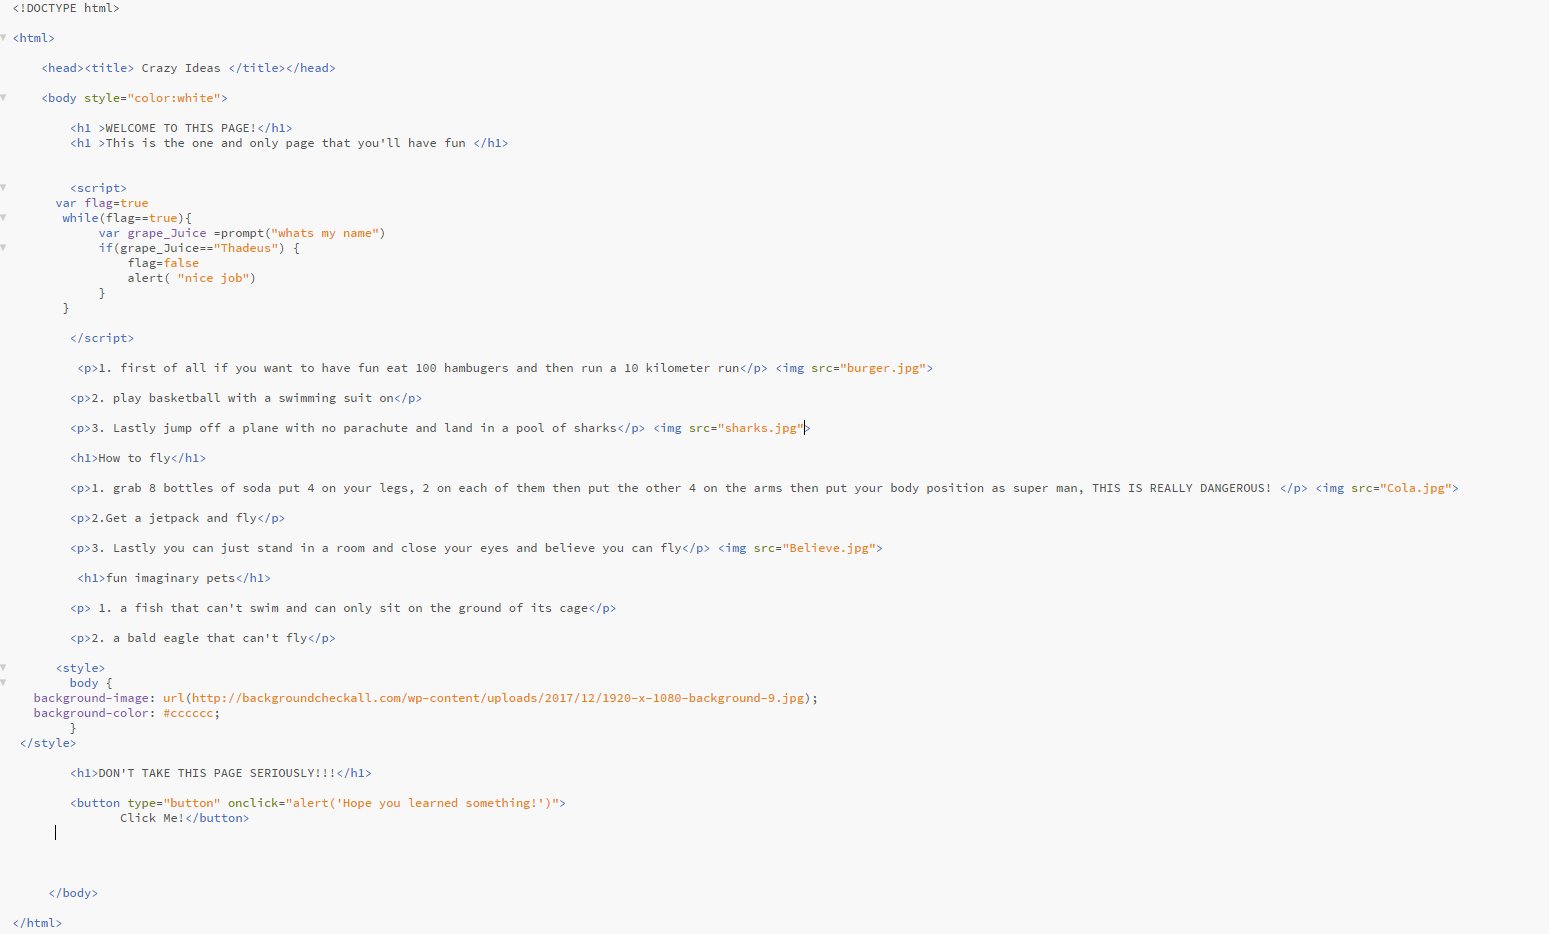 <!DOCTYPE html>
<html>
<head><title> Crazy Ideas </title></head>
<body style="color:white">
<h1 >WELCOME TO THIS PAGE!</h1>
<h1 >This is the one and only page that you'll have fun </h1>
<script>
var flag=true
while(flag==true){
var grape_Juice =prompt("whats my name")
if(grape_Juice=="Thadeus") {
flag=false
alert( "nice job")
}
}
</script>
<p>1. first of all if you want to have fun eat 100 hambugers and then run a 10 kilometer run</p> <img src="burger.jpg">
<p>2. play basketball with a swimming suit on</p>
<p>3. Lastly jump off a plane with no parachute and land in a pool of sharks</p> <img src="sharks.jpg">
<h1>How to fly</h1>
<p>1. grab 8 bottles of soda put 4 on your legs, 2 on each of them then put the other 4 on the arms then put your body position as super man, THIS IS REALLY DANGEROUS! </p> <img src="Cola.jpg">
<p>2.Get a jetpack and fly</p>
<p>3. Lastly you can just stand in a room and close your eyes and believe you can fly</p> <img src="Believe.jpg">
<h1>fun imaginary pets</h1>
<p> 1. a fish that can't swim and can only sit on the ground of its cage</p>
<p>2. a bald eagle that can't fly</p>
<style>
body {
background-image: url(http://backgroundcheckall.com/wp-content/uploads/2017/12/1920-x-1080-background-9.jpg);
background-color: #cccccc;
}
</style>
<h1>DON'T TAKE THIS PAGE SERIOUSLY!!!</h1>
<button type="button" onclick="alert('Hope you learned something!')">
Click Me!</button>
</body>
</html>